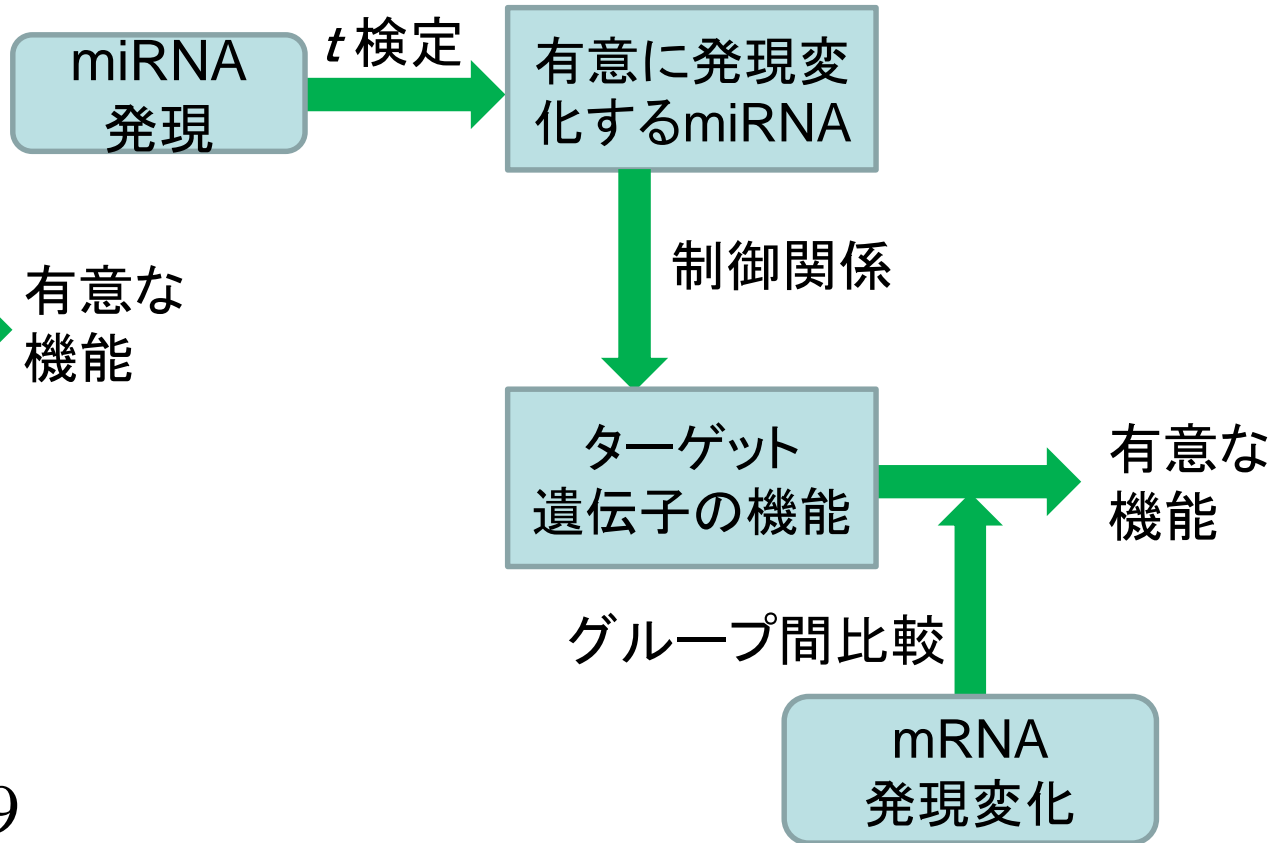 miRNA
発現
t 検定
有意に発現変
化するmiRNA
制御関係
有意な
機能
ターゲット
遺伝子の機能
有意な
機能
グループ間比較
mRNA
発現変化
9